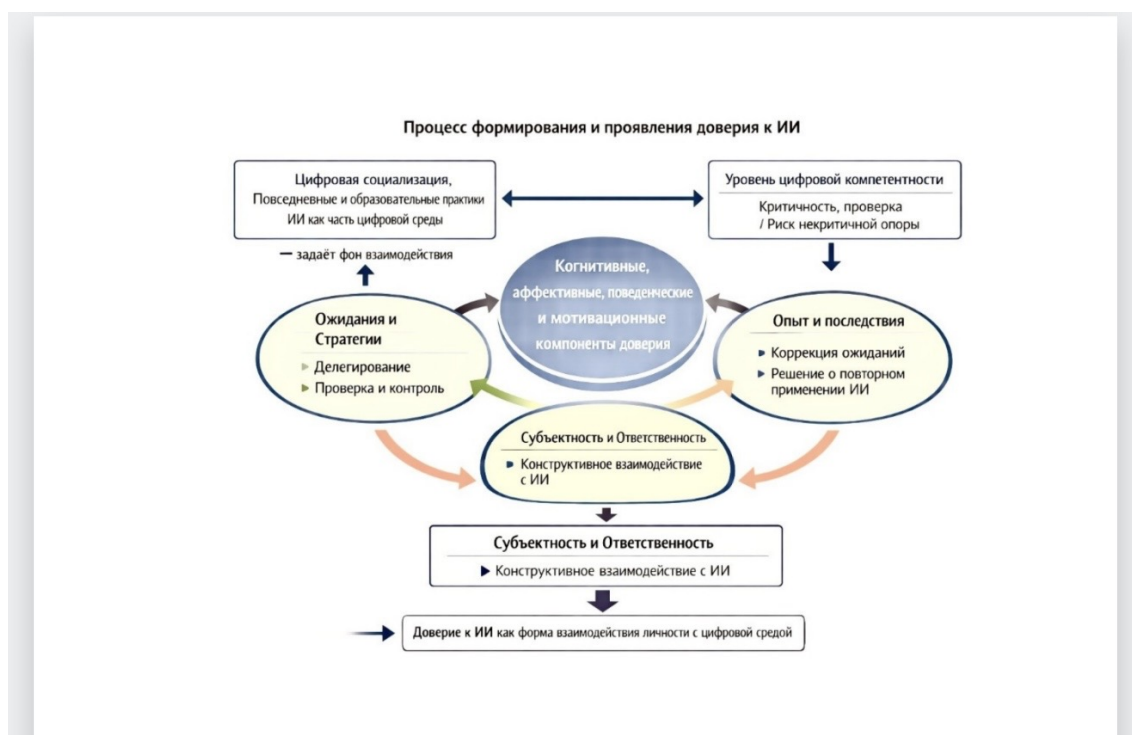 Процесс формирования и проявления доверия к ИИ
Цифровая социализация,
Повседневные и образовательные практики
ИИ как часть цифровой среды
Уровень цифровой компетентности
Критичность, проверка
/ Риск некритичной опоры
— задаёт фон взаимодействия
Когнитивные,
аффективные, поведенческие
и мотивационные
компоненты доверия
Ожидания и
Стратегии
▶ Делегирование
▶ Проверка и контроль
Опыт и последствия
▶ Коррекция ожиданий
▶ Решение о повторном
применении ИИ
Субъектность и Ответственность
▶ Конструктивное взаимодействие
с ИИ
Субъектность и Ответственность
▶ Конструктивное взаимодействие с ИИ
Доверие к ИИ как форма взаимодействия личности с цифровой средой